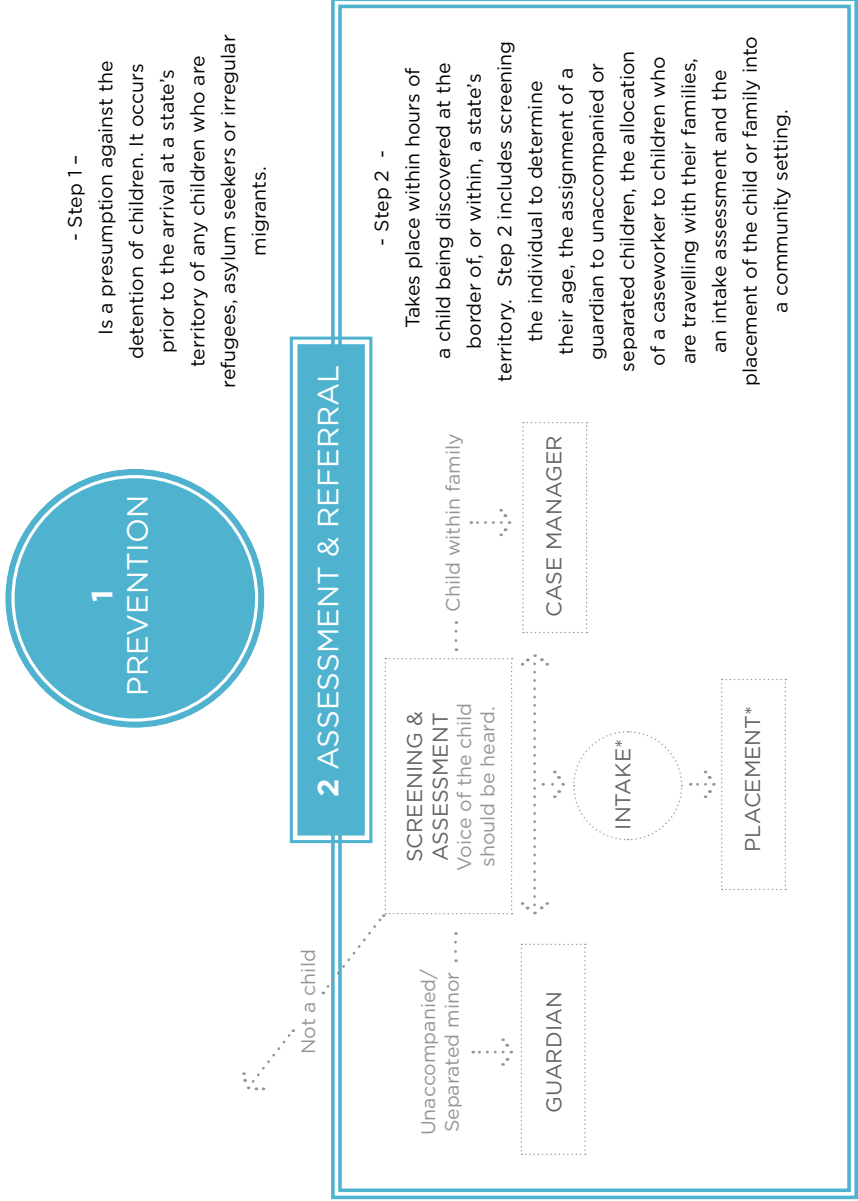 1
PREVENTION
- Step 1 –
Is a presumption against the
detention of children. It occurs
prior to the arrival at a state's
territory of any children who are
refugees, asylum seekers or irregular
migrants.
2 ASSESSMENT & REFERRAL
Not a child
SCREENING &
ASSESSMENT
Voice of the child
should be heard.
Unaccompanied/
Separated minor
Child within family
GUARDIAN
CASE MANAGER
INTAKE*
PLACEMENT*
- Step 2 -
Takes place within hours of
a child being discovered at the
border of, or within, a state's
territory. Step 2 includes screening
the individual to determine
their age, the assignment of a
guardian to unaccompanied or
separated children, the allocation
of a caseworker to children who
are travelling with their families,
an intake assessment and the
placement of the child or family into
a community setting.